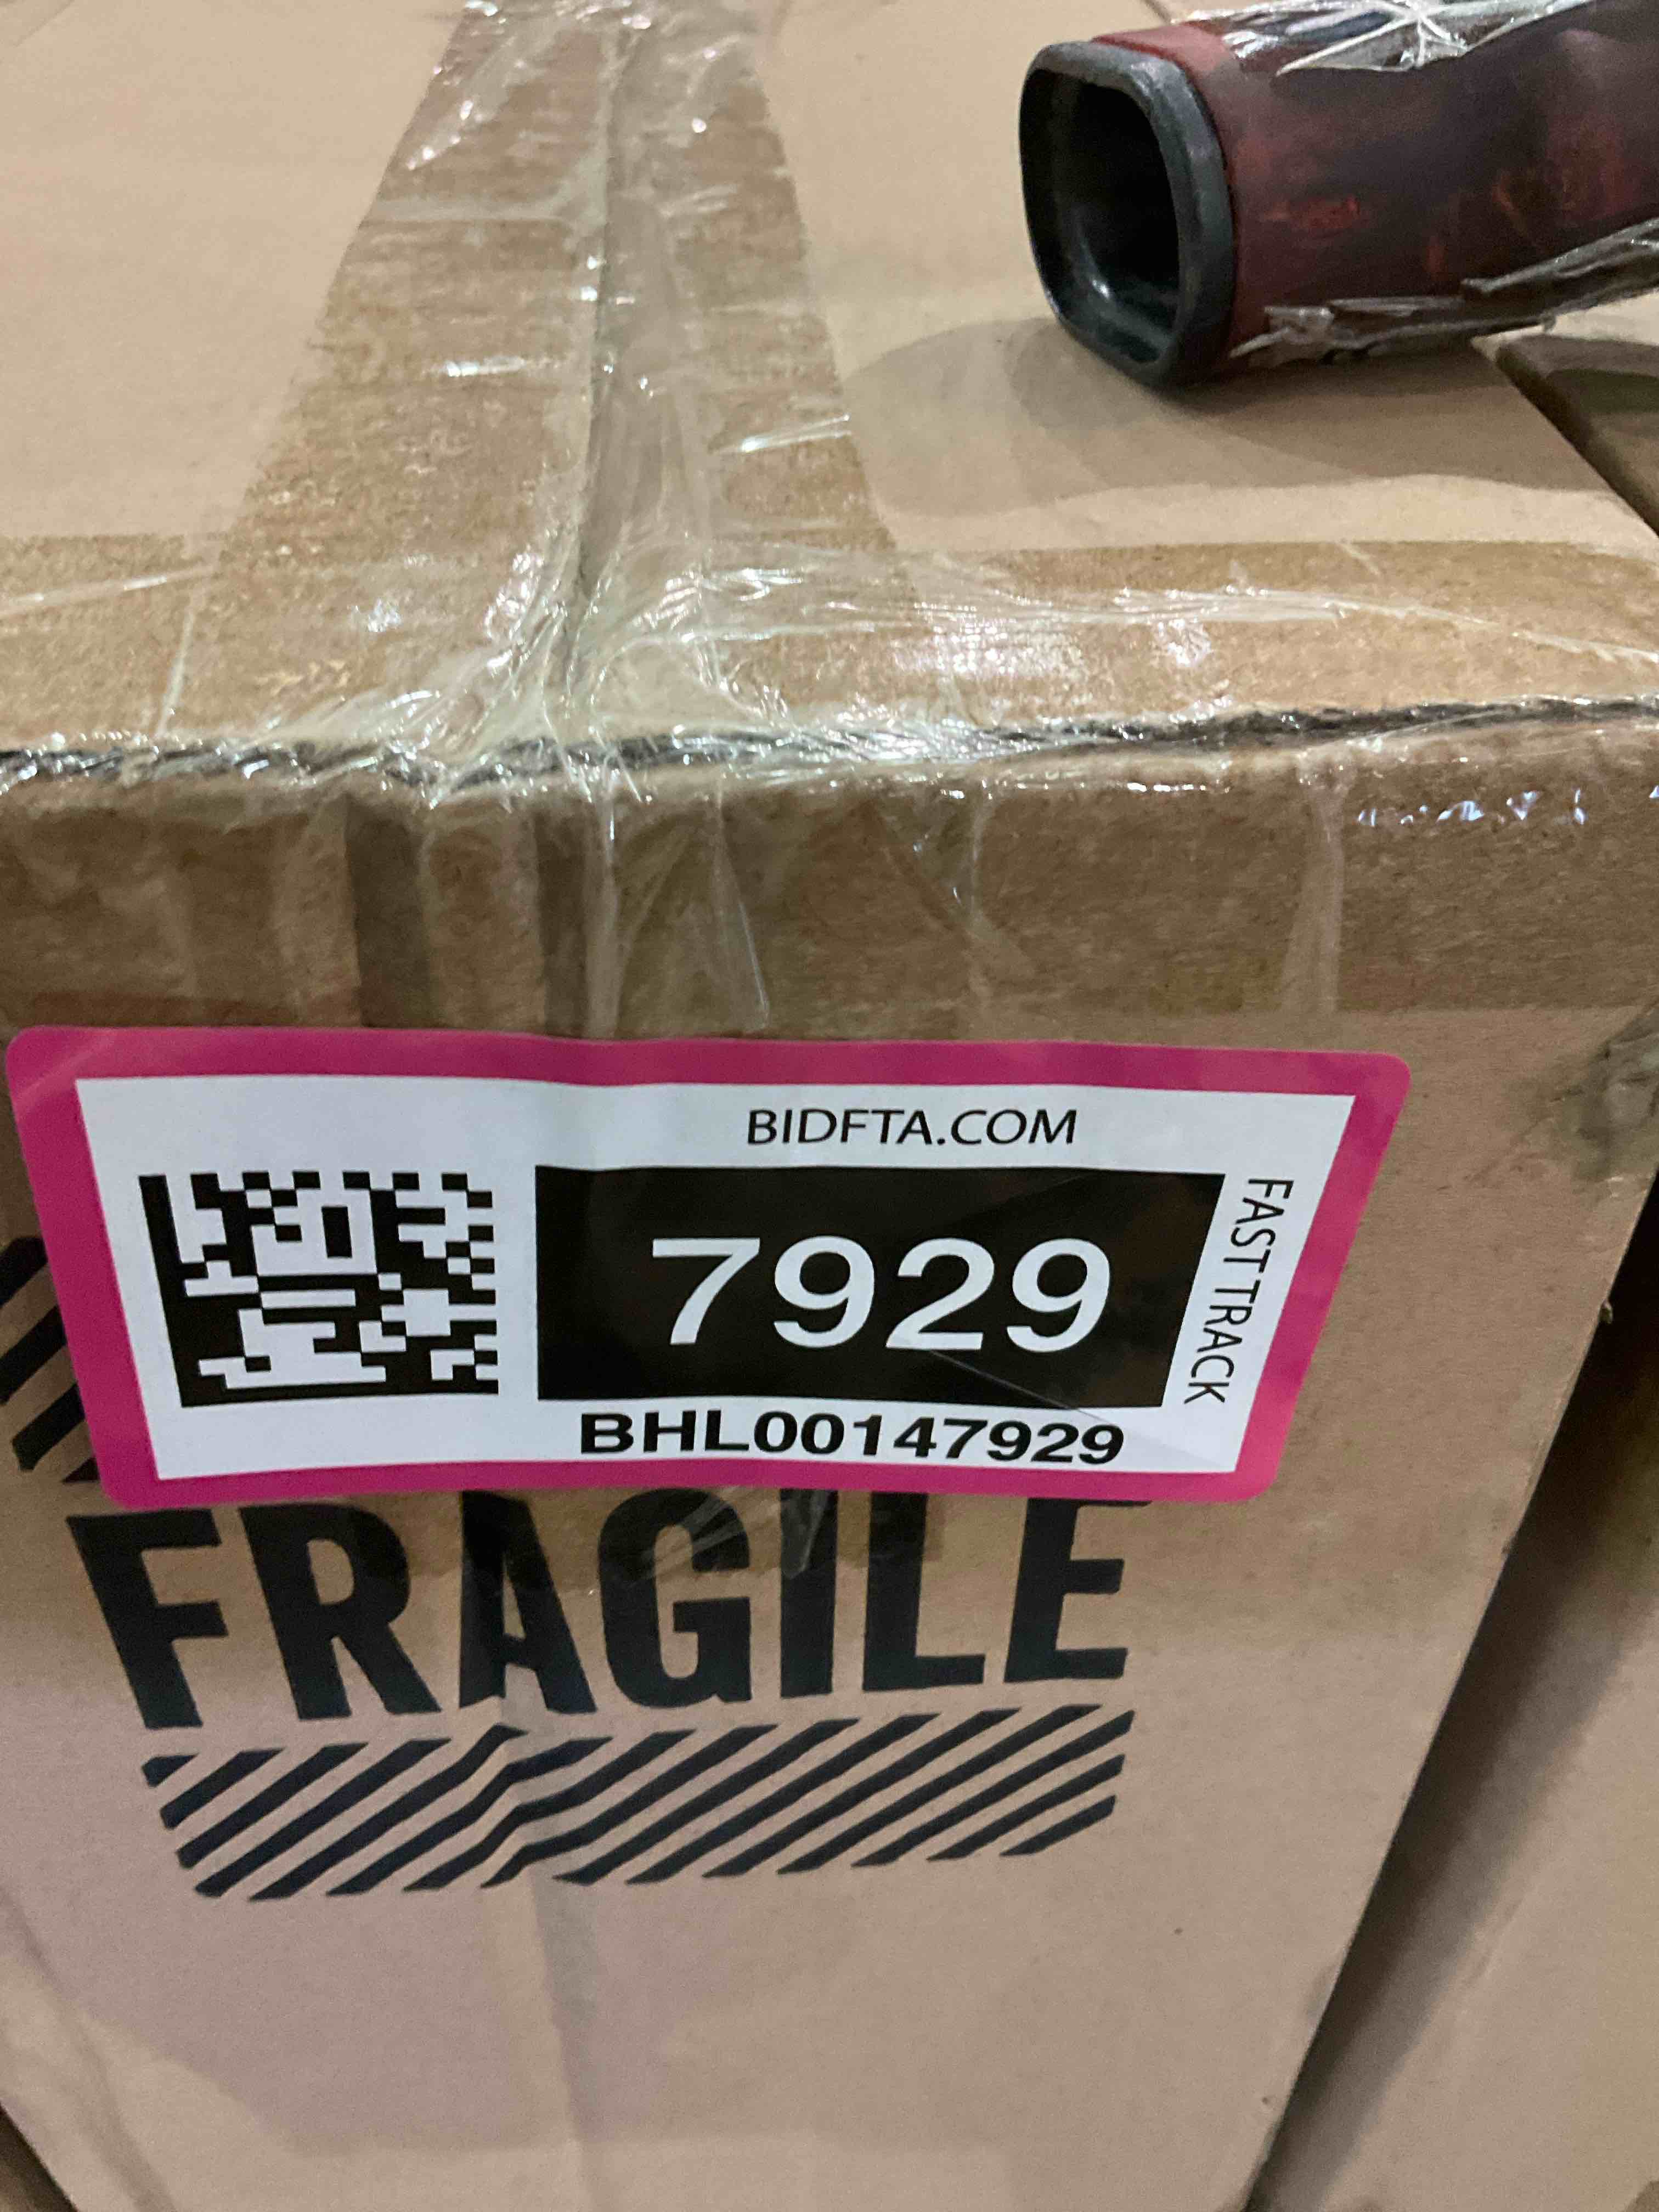 BIDFTA.COM
7929
FAST TRACK
BHL00147929
FRAGILE